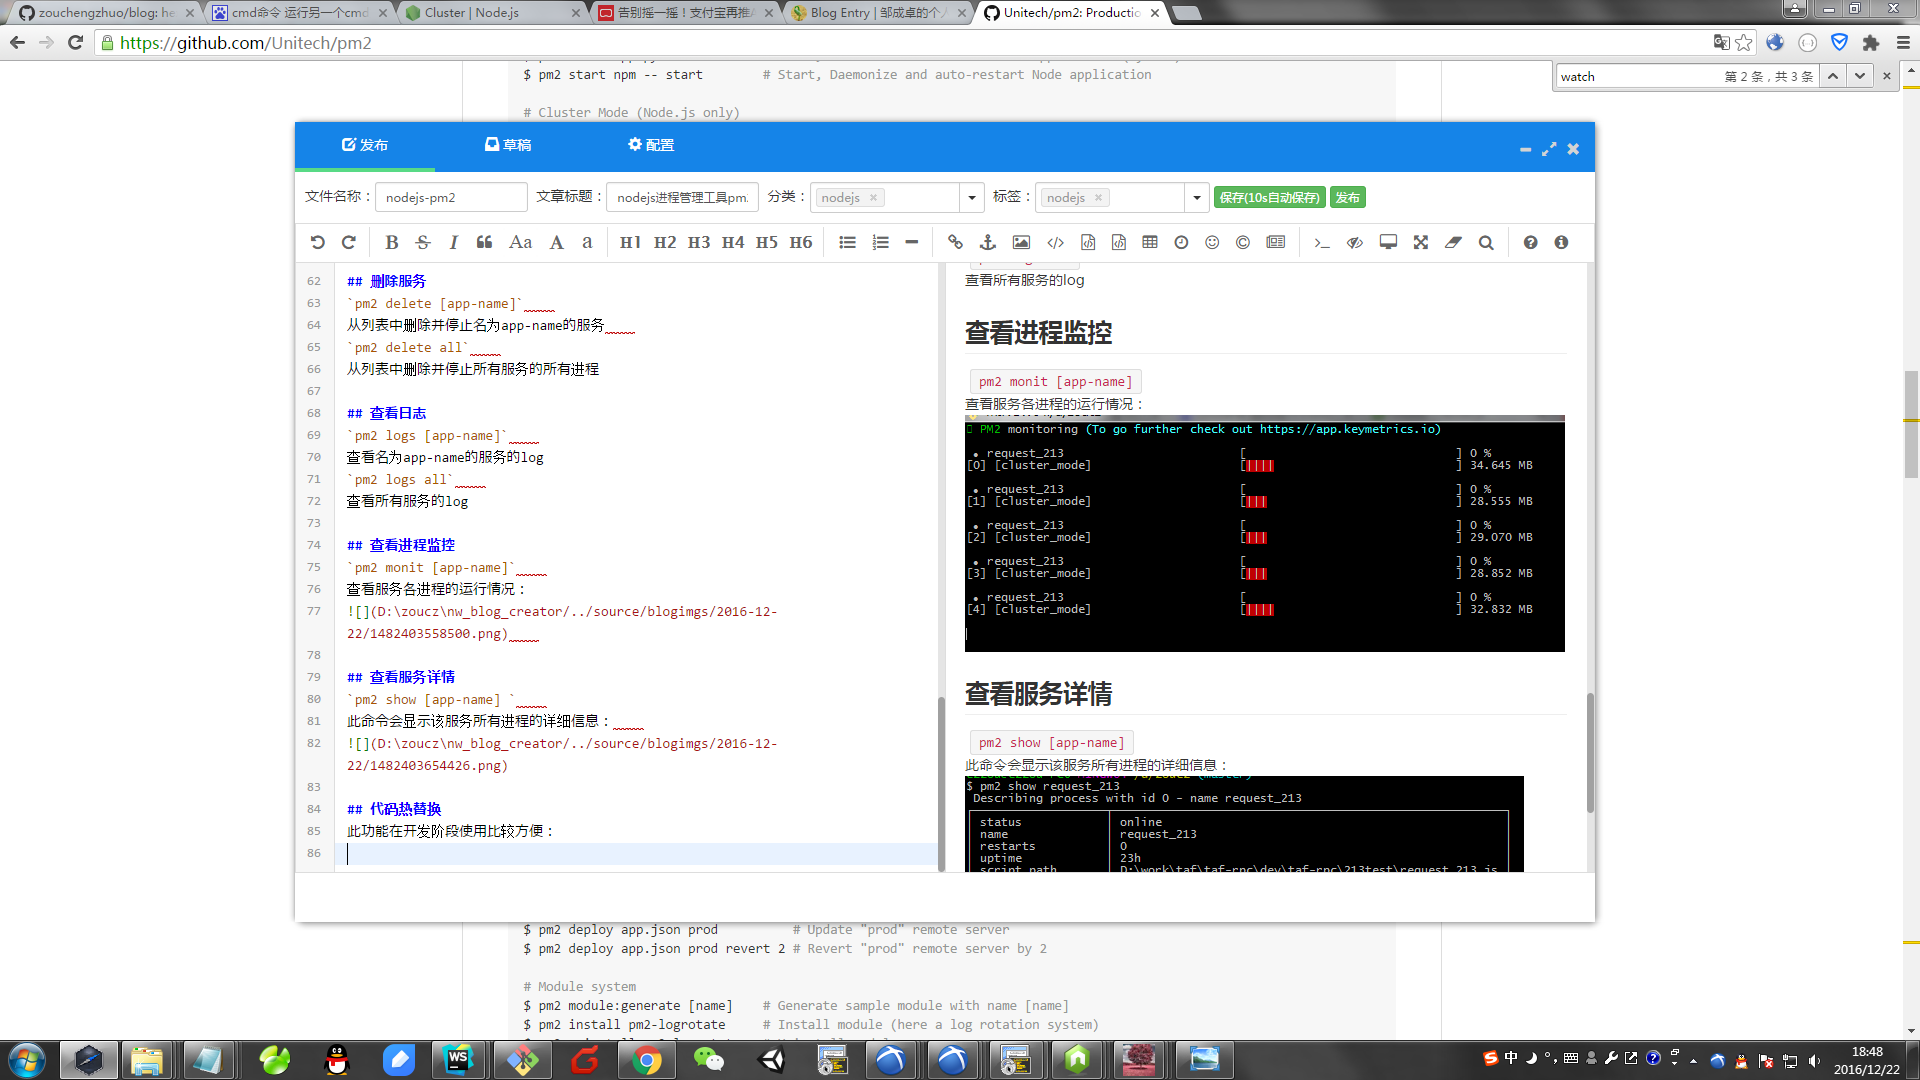 zouchengzhuo/blog: he
cmd命令 运行另一个cmd
Cluster | Node.js
告别摇一摇！支付宝再推A
Blog Entry | 邹成卓的个人
Unitech/pm2: Productio
https://github.com/Unitech/pm2
watch 第 2 条，共 3 条
$ pm2 start npm -- start # Start, Daemonize and auto-restart Node application
# Cluster Mode (Node.js only)
发布 草稿 配置
文件名称： nodejs-pm2 文章标题： nodejs进程管理工具pm. 分类： nodejs × 标签： nodejs × 保存(10s自动保存) 发布
B S I Aa A a H1 H2 H3 H4 H5 H6
62 ## 删除服务
63 `pm2 delete [app-name]`
64 从列表中删除并停止名为app-name的服务
65 `pm2 delete all`
66 从列表中删除并停止所有服务的所有进程
67
68 ## 查看日志
69 `pm2 logs [app-name]`
70 查看名为app-name的服务的log
71 `pm2 logs all`
72 查看所有服务的log
73
74 ## 查看进程监控
75 `pm2 monit [app-name]`
76 查看服务各进程的运行情况：
77 ![](D:\zoucz\nw_blog_creator/../source/blogimgs/2016-12-
22/1482403558500.png)
78
79 ## 查看服务详情
80 `pm2 show [app-name] `
81 此命令会显示该服务所有进程的详细信息：
82 ![](D:\zoucz\nw_blog_creator/../source/blogimgs/2016-12-
22/1482403654426.png)
83
84 ## 代码热替换
85 此功能在开发阶段使用比较方便：
86
查看所有服务的log
查看进程监控
pm2 monit [app-name]
查看服务各进程的运行情况：
PM2 monitoring (To go further check out https://app.keymetrics.io)
• request_213 [ ] 0 %
[0] [cluster_mode] [|||| ] 34.645 MB
• request_213 [ ] 0 %
[1] [cluster_mode] [||| ] 28.555 MB
• request_213 [ ] 0 %
[2] [cluster_mode] [||| ] 29.070 MB
• request_213 [ ] 0 %
[3] [cluster_mode] [||| ] 28.852 MB
• request_213 [ ] 0 %
[4] [cluster_mode] [|||| ] 32.832 MB
查看服务详情
pm2 show [app-name]
此命令会显示该服务所有进程的详细信息：
$ pm2 show request_213
Describing process with id 0 - name request_213
status online
name request_213
restarts 0
uptime 23h
script path D:\work\taf\taf-rpc\dev\taf-rpc\213test\request_213.js
$ pm2 deploy app.json prod # Update "prod" remote server
$ pm2 deploy app.json prod revert 2 # Revert "prod" remote server by 2
# Module system
$ pm2 module:generate [name] # Generate sample module with name [name]
$ pm2 install pm2-logrotate # Install module (here a log rotation system)
WS
中
18:48
2016/12/22